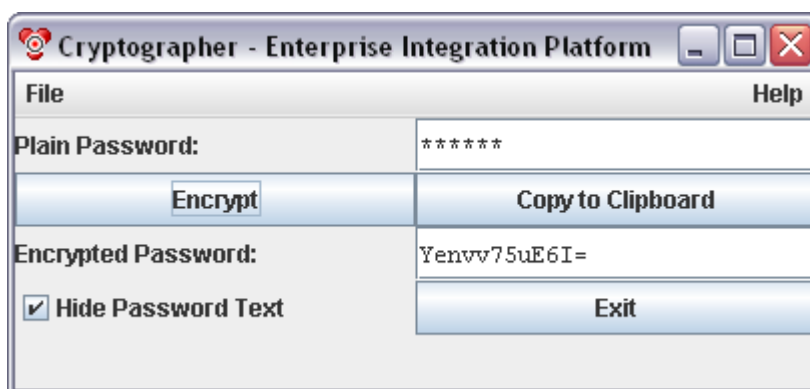 Cryptographer - Enterprise Integration Platform
File Help
Plain Password: ******
Encrypt Copy to Clipboard
Encrypted Password: Yenvv75uE6I=
Hide Password Text Exit